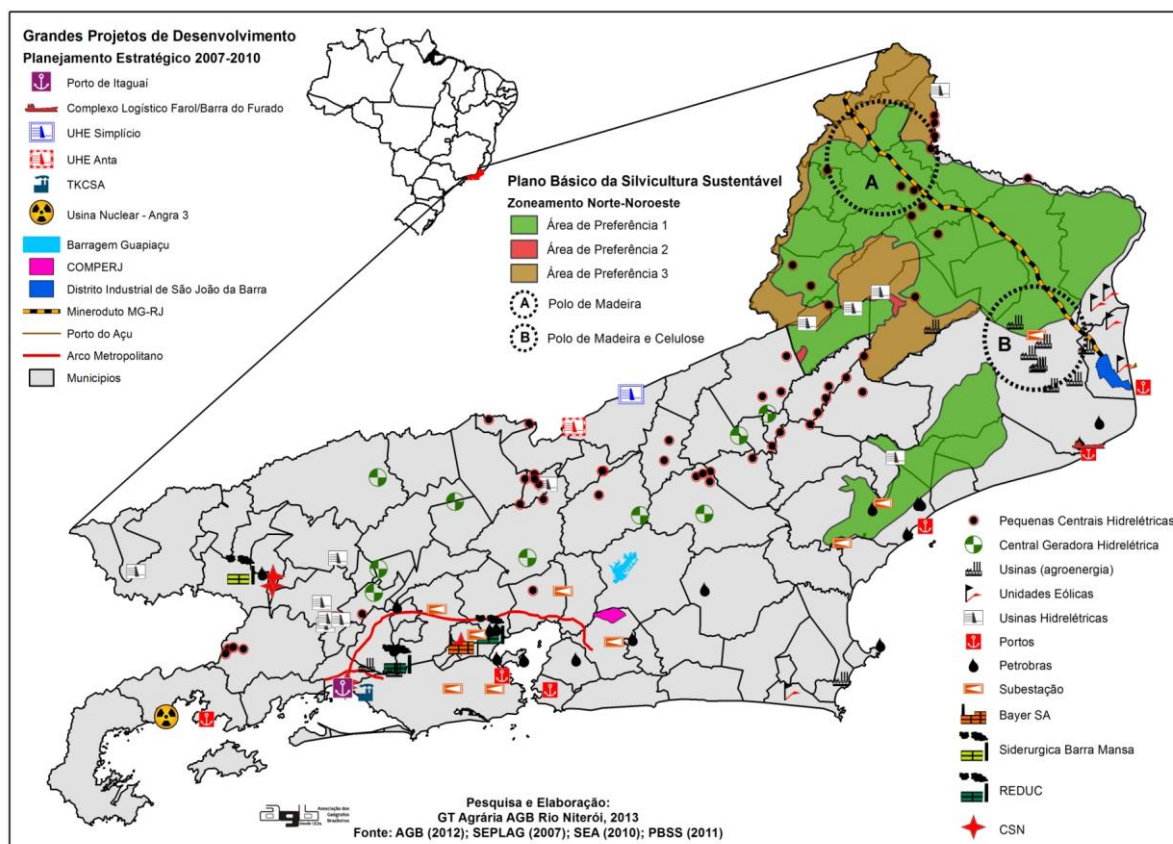 Grandes Projetos de Desenvolvimento
Planejamento Estratégico 2007-2010
Porto de Itaguaí
Complexo Logístico Farol/Barra do Furado
UHE Simplício
UHE Anta
TKCSA
Usina Nuclear - Angra 3
Barragem Guapiaçu
COMPERJ
Distrito Industrial de São João da Barra
Mineroduto MG-RJ
Porto do Açu
Arco Metropolitano
Municipios
Plano Básico da Silvicultura Sustentável
Zoneamento Norte-Noroeste
Área de Preferência 1
Área de Preferência 2
Área de Preferência 3
A Polo de Madeira
B Polo de Madeira e Celulose
A
B
Pequenas Centrais Hidrelétricas
Central Geradora Hidrelétrica
Usinas (agroenergia)
Unidades Eólicas
Usinas Hidrelétricas
Portos
Petrobras
Subestação
Bayer SA
Siderurgica Barra Mansa
REDUC
CSN
agb
Associação dos
Geógrafos
Brasileiros
Pesquisa e Elaboração:
GT Agrária AGB Rio Niterói, 2013
Fonte: AGB (2012); SEPLAG (2007); SEA (2010); PBSS (2011)